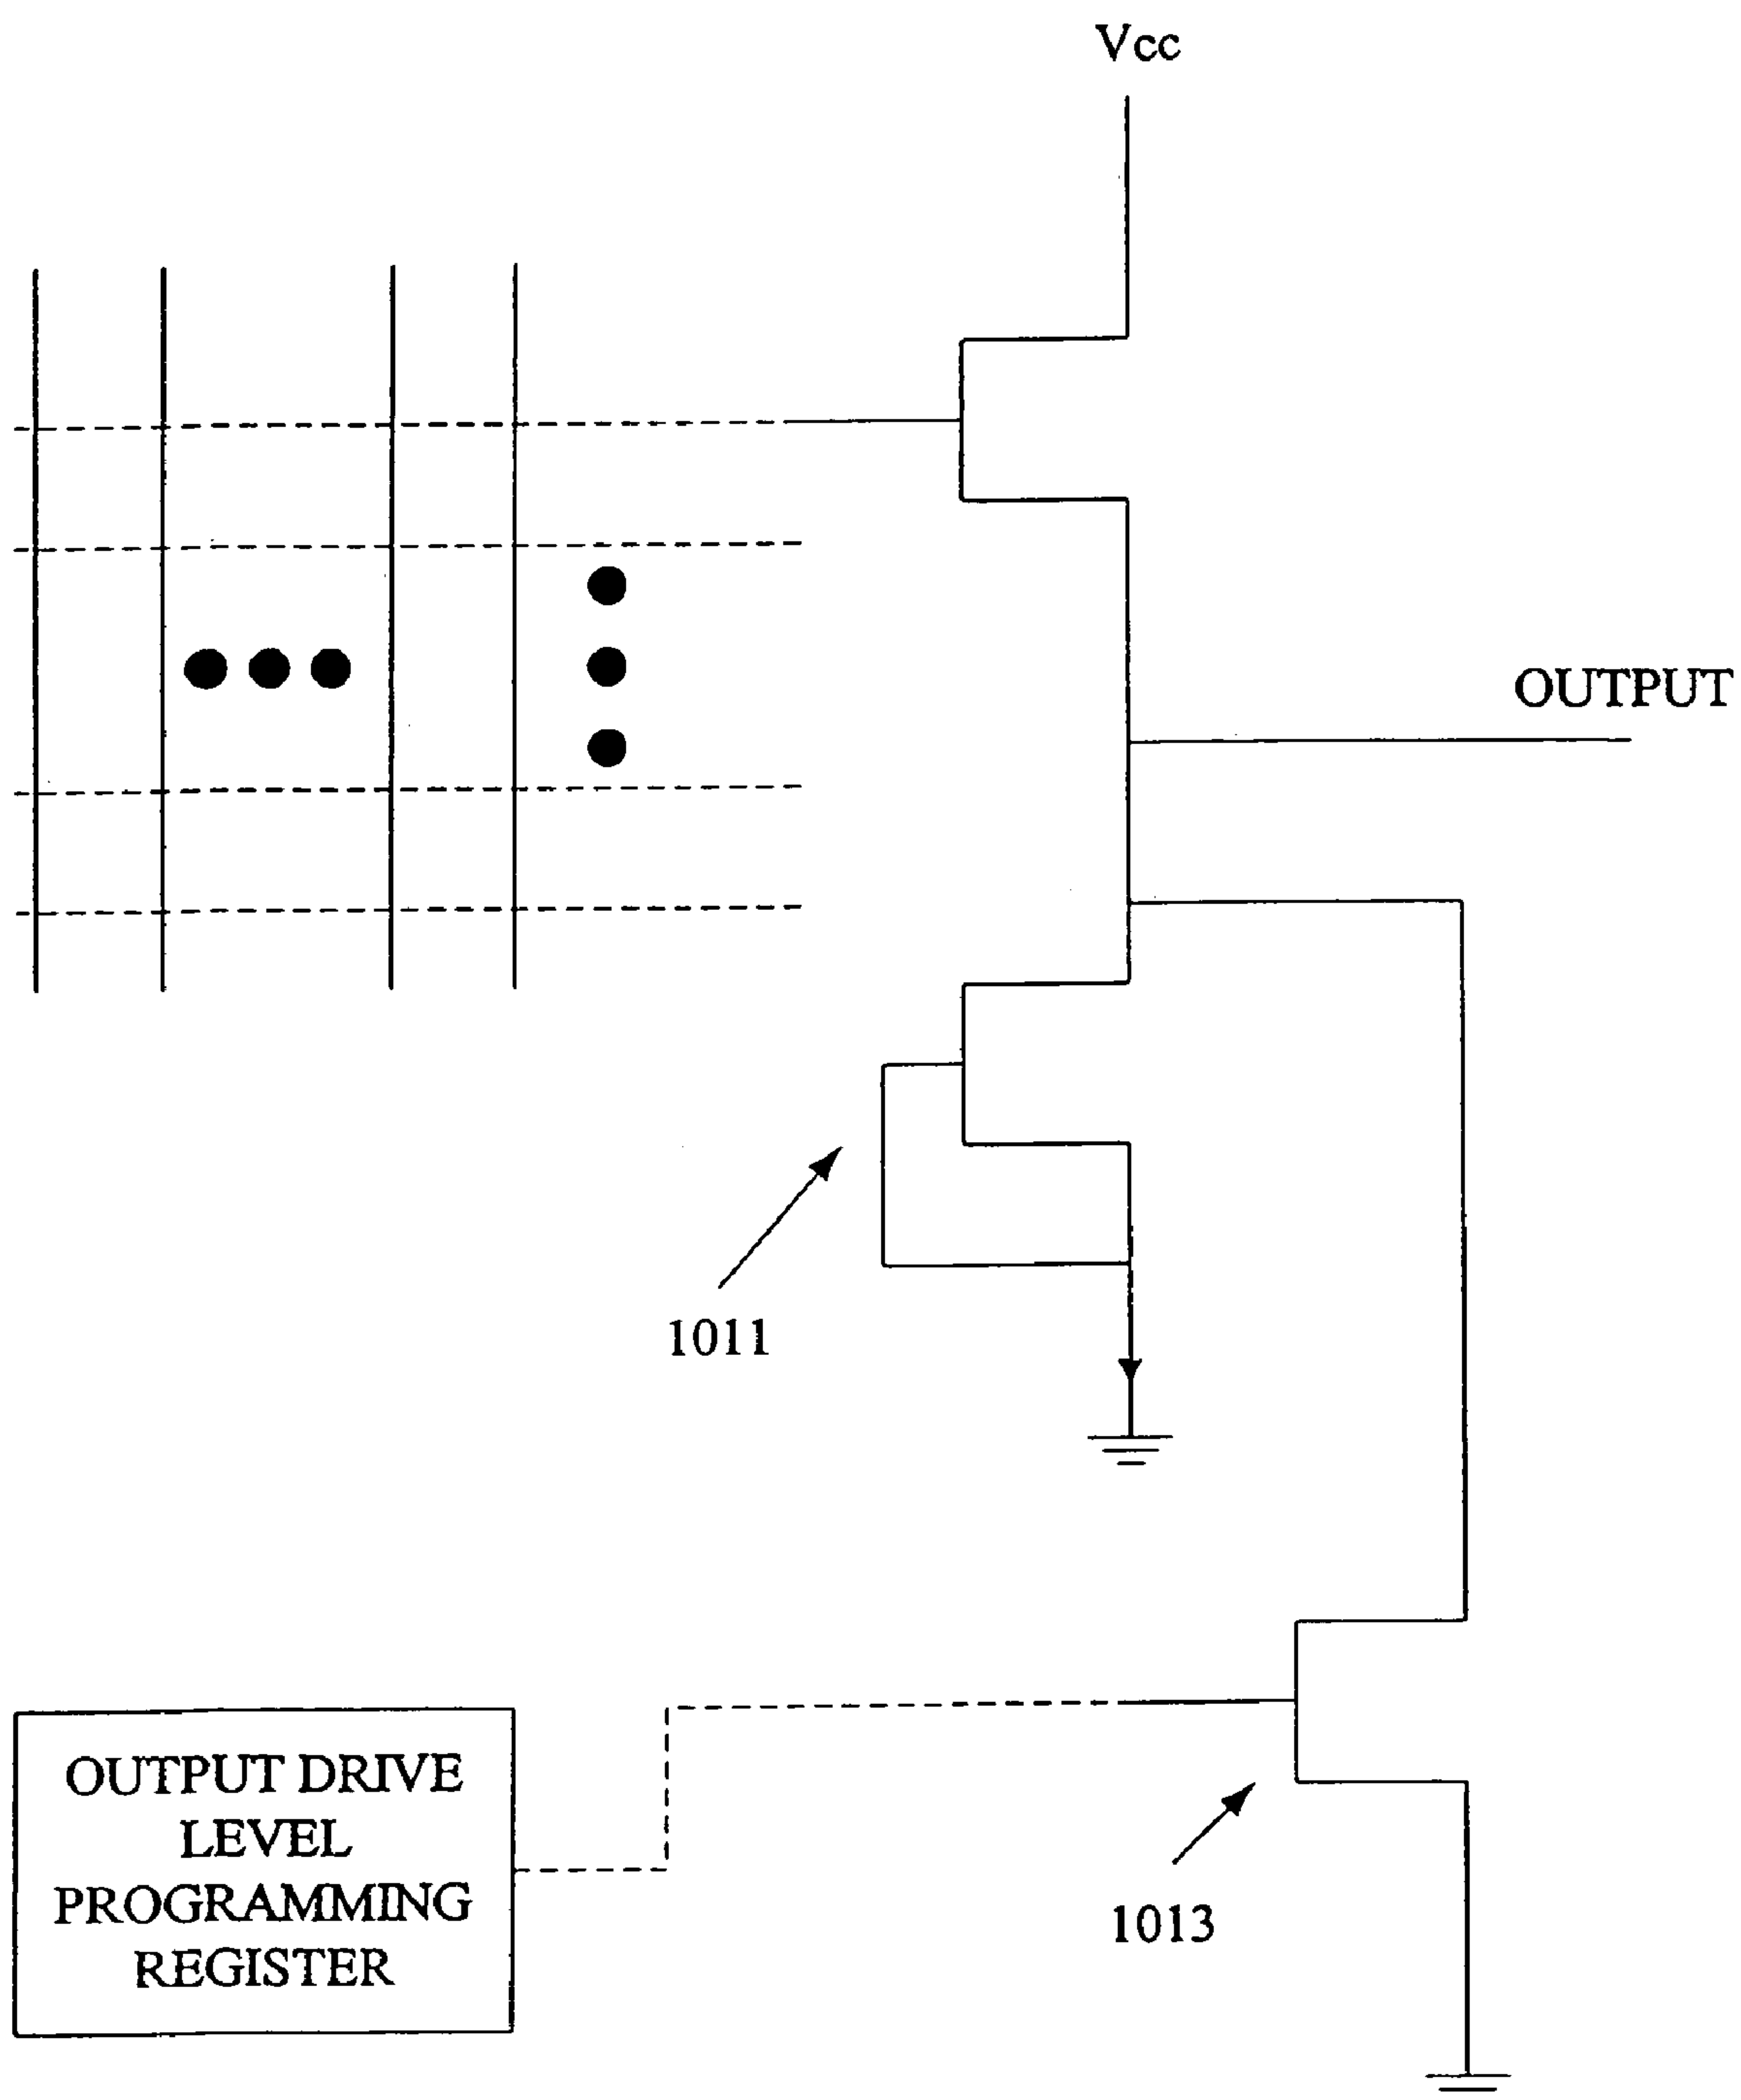 Vcc
OUTPUT
1011
OUTPUT DRIVE
LEVEL
PROGRAMMING
REGISTER
1013